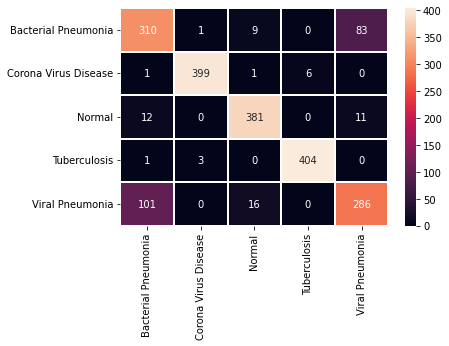 Bacterial Pneumonia 310 1 9 0 83
Corona Virus Disease 1 399 1 6 0
Normal 12 0 381 0 11
Tuberculosis 1 3 0 404 0
Viral Pneumonia 101 0 16 0 286
Bacterial Pneumonia
Corona Virus Disease
Normal
Tuberculosis
Viral Pneumonia
400
350
300
250
200
150
100
50
0